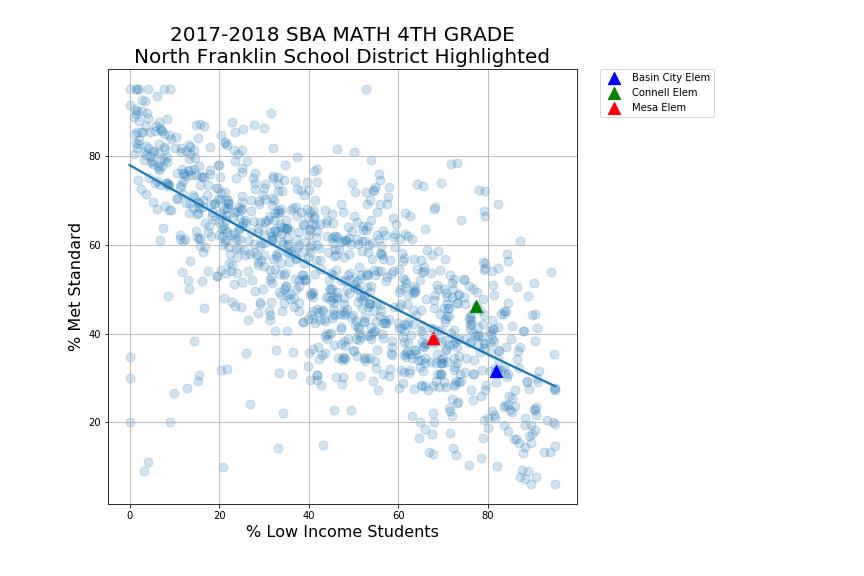 2017-2018 SBA MATH 4TH GRADE
North Franklin School District Highlighted
Basin City Elem
Connell Elem
Mesa Elem
% Met Standard
80
60
40
20
0 20 40 60 80
% Low Income Students